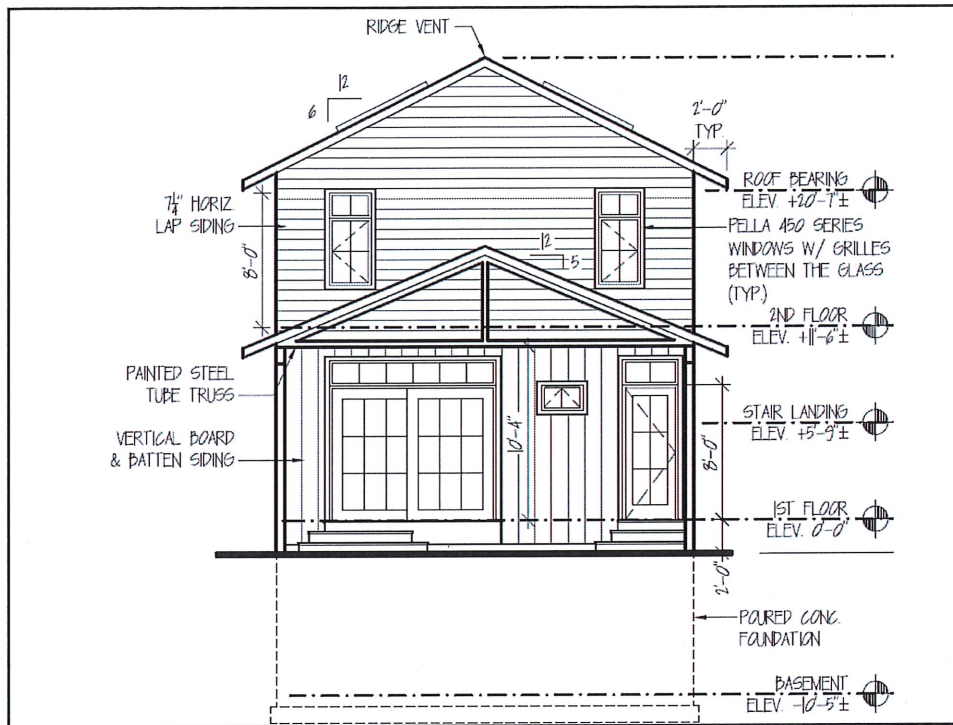 RIDGE VENT
12
6
2'-0"
TYP.
7¼" HORIZ.
LAP SIDING
8'-0"
ROOF BEARING
ELEV. +20'-7"±
PELLA 450 SERIES
WINDOWS W/ GRILLES
BETWEEN THE GLASS
(TYP.)
12
5
2ND FLOOR
ELEV. +11'-6"±
PAINTED STEEL
TUBE TRUSS
VERTICAL BOARD
& BATTEN SIDING
10'-4"
8'-0"
STAIR LANDING
ELEV. +5'-9"±
1ST FLOOR
ELEV. 0'-0"
2'-0"
POURED CONC.
FOUNDATION
BASEMENT
ELEV. -10'-5"±